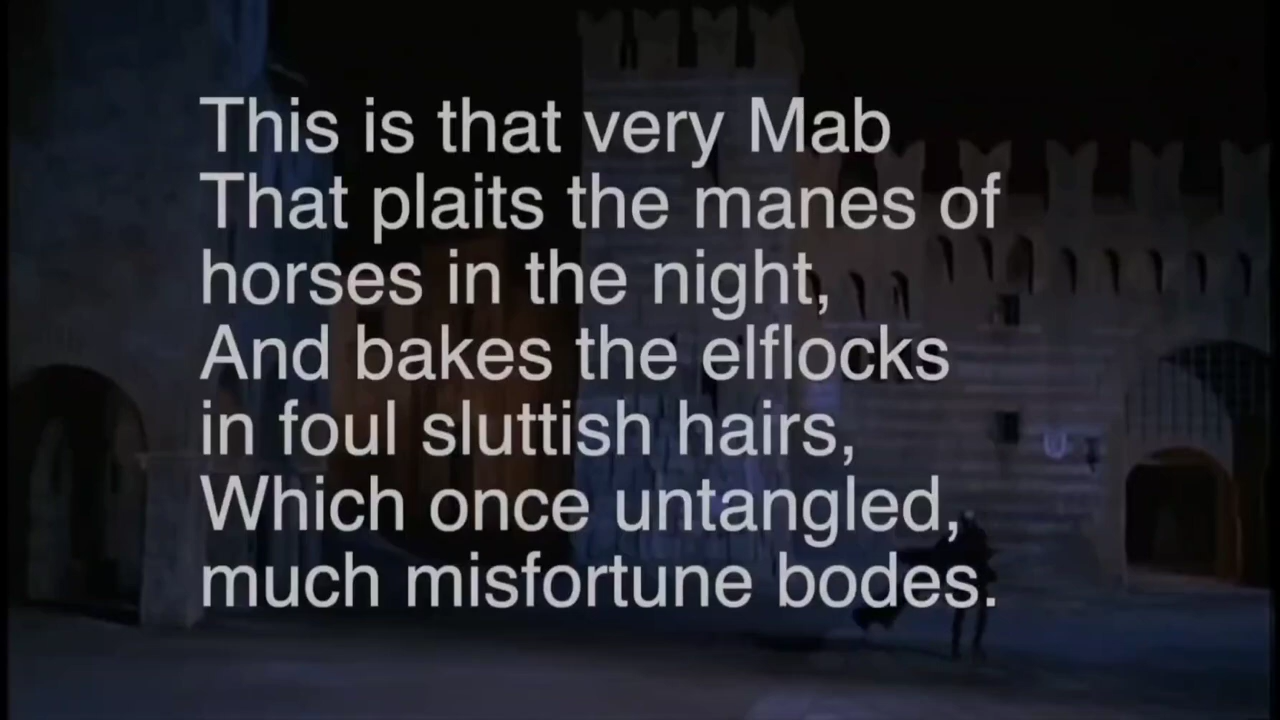 This is that very Mab
That plaits the manes of
horses in the night,
And bakes the elflocks
in foul sluttish hairs,
Which once untangled,
much misfortune bodes.